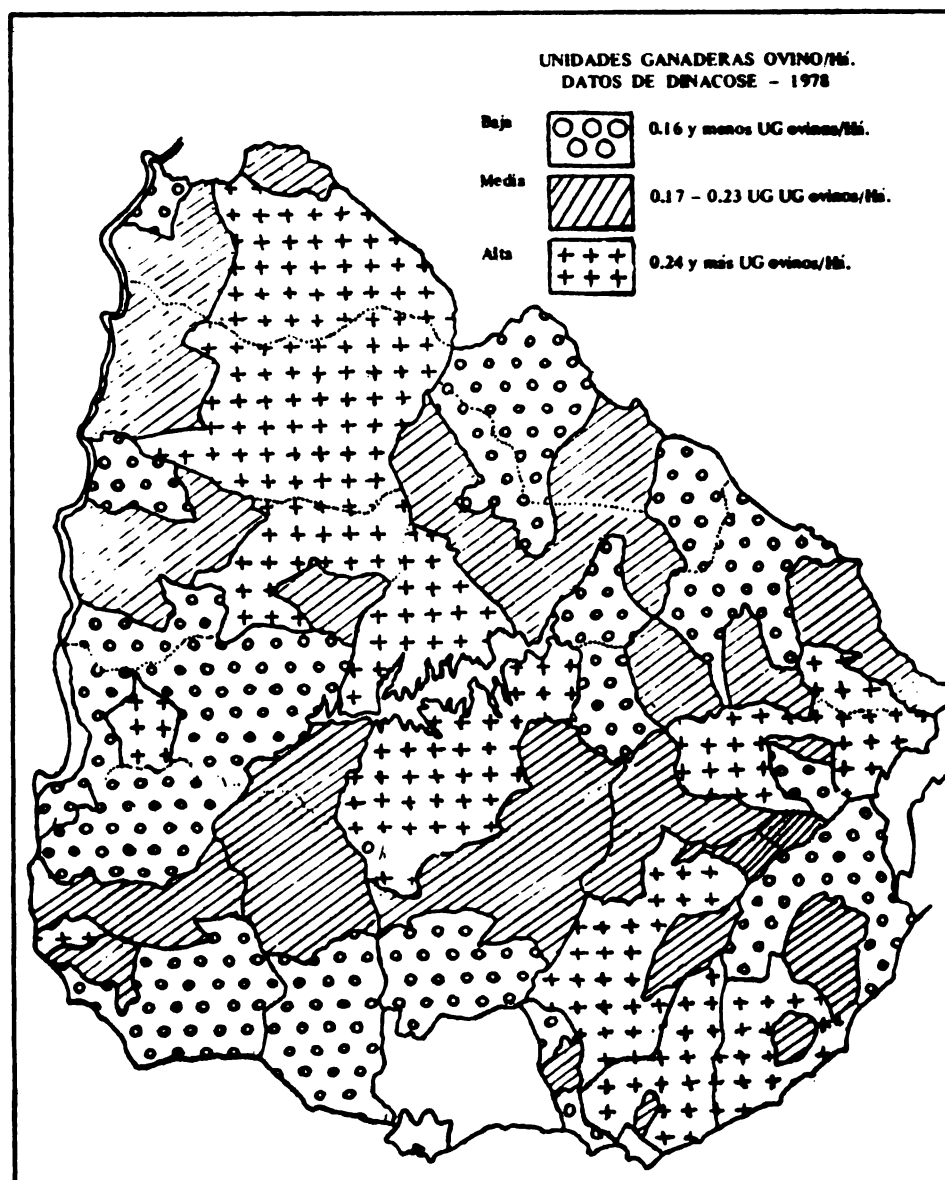 UNIDADES GANADERAS OVINO/Há.
DATOS DE DINACOSE – 1978
Baja
0.16 y menos UG ovinos/Há.
Media
0.17 – 0.23 UG UG ovinos/Há.
Alta
0.24 y más UG ovinos/Há.